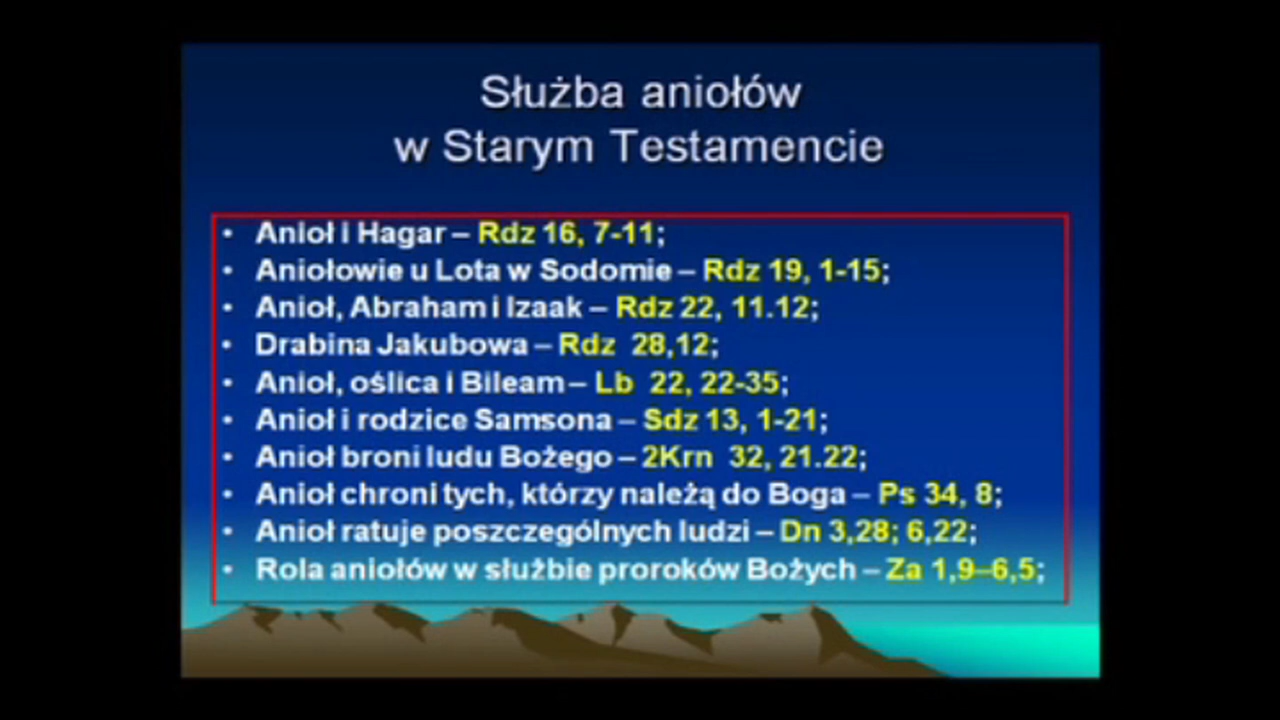 Służba aniołów
w Starym Testamencie
• Anioł i Hagar – Rdz 16, 7-11;
• Aniołowie u Lota w Sodomie – Rdz 19, 1-15;
• Anioł, Abraham i Izaak – Rdz 22, 11.12;
• Drabina Jakubowa – Rdz 28,12;
• Anioł, oślica i Bileam – Lb 22, 22-35;
• Anioł i rodzice Samsona – Sdz 13, 1-21;
• Anioł broni ludu Bożego – 2Krn 32, 21.22;
• Anioł chroni tych, którzy należą do Boga – Ps 34, 8;
• Anioł ratuje poszczególnych ludzi – Dn 3,28; 6,22;
• Rola aniołów w służbie proroków Bożych – Za 1,9–6,5;